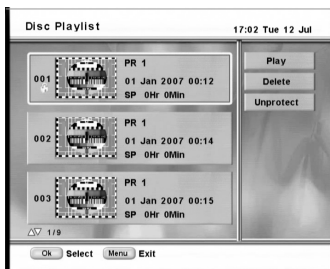 Disc Playlist
17:02 Tue 12 Jul
001
PR 1
01 Jan 2007 00:12
SP 0Hr 0Min
002
PR 1
01 Jan 2007 00:14
SP 0Hr 0Min
003
PR 1
01 Jan 2007 00:15
SP 0Hr 0Min
1/9
Play
Delete
Unprotect
Ok Select Menu Exit